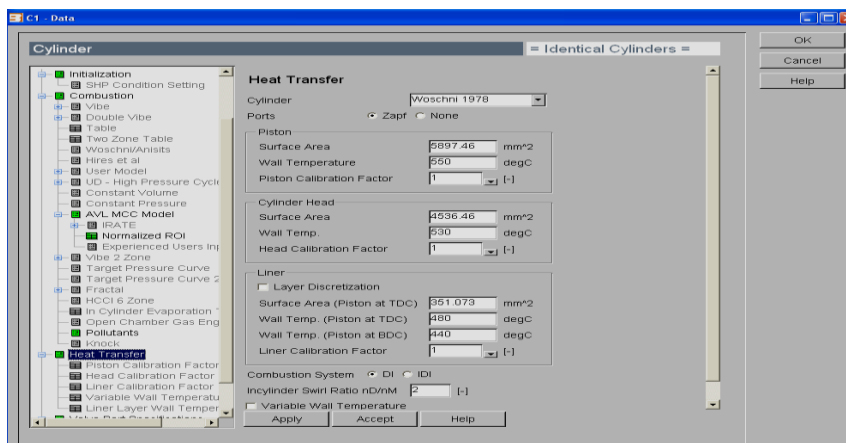 C1 - Data
Cylinder
= Identical Cylinders =
OK
Cancel
Help
Initialization
SHP Condition Setting
Combustion
Vibe
Double Vibe
Table
Two Zone Table
Woschni/Anisits
Hires et al
User Model
UD - High Pressure Cycle
Constant Volume
Constant Pressure
AVL MCC Model
IRATE
Normalized ROI
Experienced Users Inp
Vibe 2 Zone
Target Pressure Curve
Target Pressure Curve 2
Fractal
HCCI 6 Zone
In Cylinder Evaporation
Open Chamber Gas Eng
Pollutants
Knock
Heat Transfer
Piston Calibration Factor
Head Calibration Factor
Liner Calibration Factor
Variable Wall Temperatu
Liner Layer Wall Temper
Heat Transfer
Cylinder Woschni 1978
Ports Zapf None
Piston
Surface Area 5897.46 mm^2
Wall Temperature 550 degC
Piston Calibration Factor 1 [-]
Cylinder Head
Surface Area 4536.46 mm^2
Wall Temp. 530 degC
Head Calibration Factor 1 [-]
Liner
Layer Discretization
Surface Area (Piston at TDC) 351.073 mm^2
Wall Temp. (Piston at TDC) 480 degC
Wall Temp. (Piston at BDC) 440 degC
Liner Calibration Factor 1 [-]
Combustion System DI IDI
Incylinder Swirl Ratio nD/nM 2 [-]
Variable Wall Temperature
Apply Accept Help